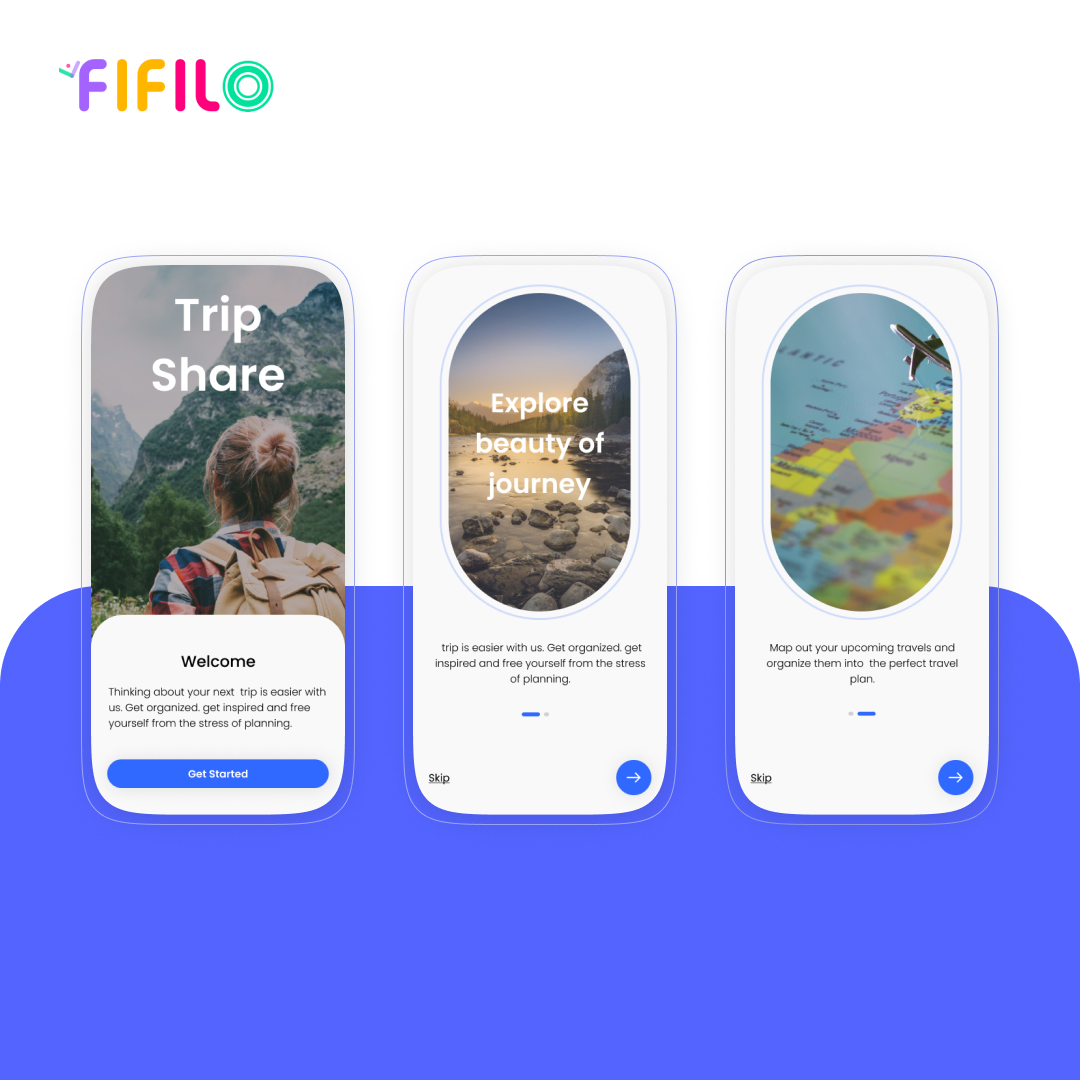 FIFILO
Trip
Share
Welcome
Thinking about your next  trip is easier with
us. Get organized. get inspired and free
yourself from the stress of planning.
Get Started
Explore
beauty of
journey
trip is easier with us. Get organized. get
inspired and free yourself from the stress
of planning.
Skip
ANTIC
Map out your upcoming travels and
organize them into  the perfect travel
plan.
Skip